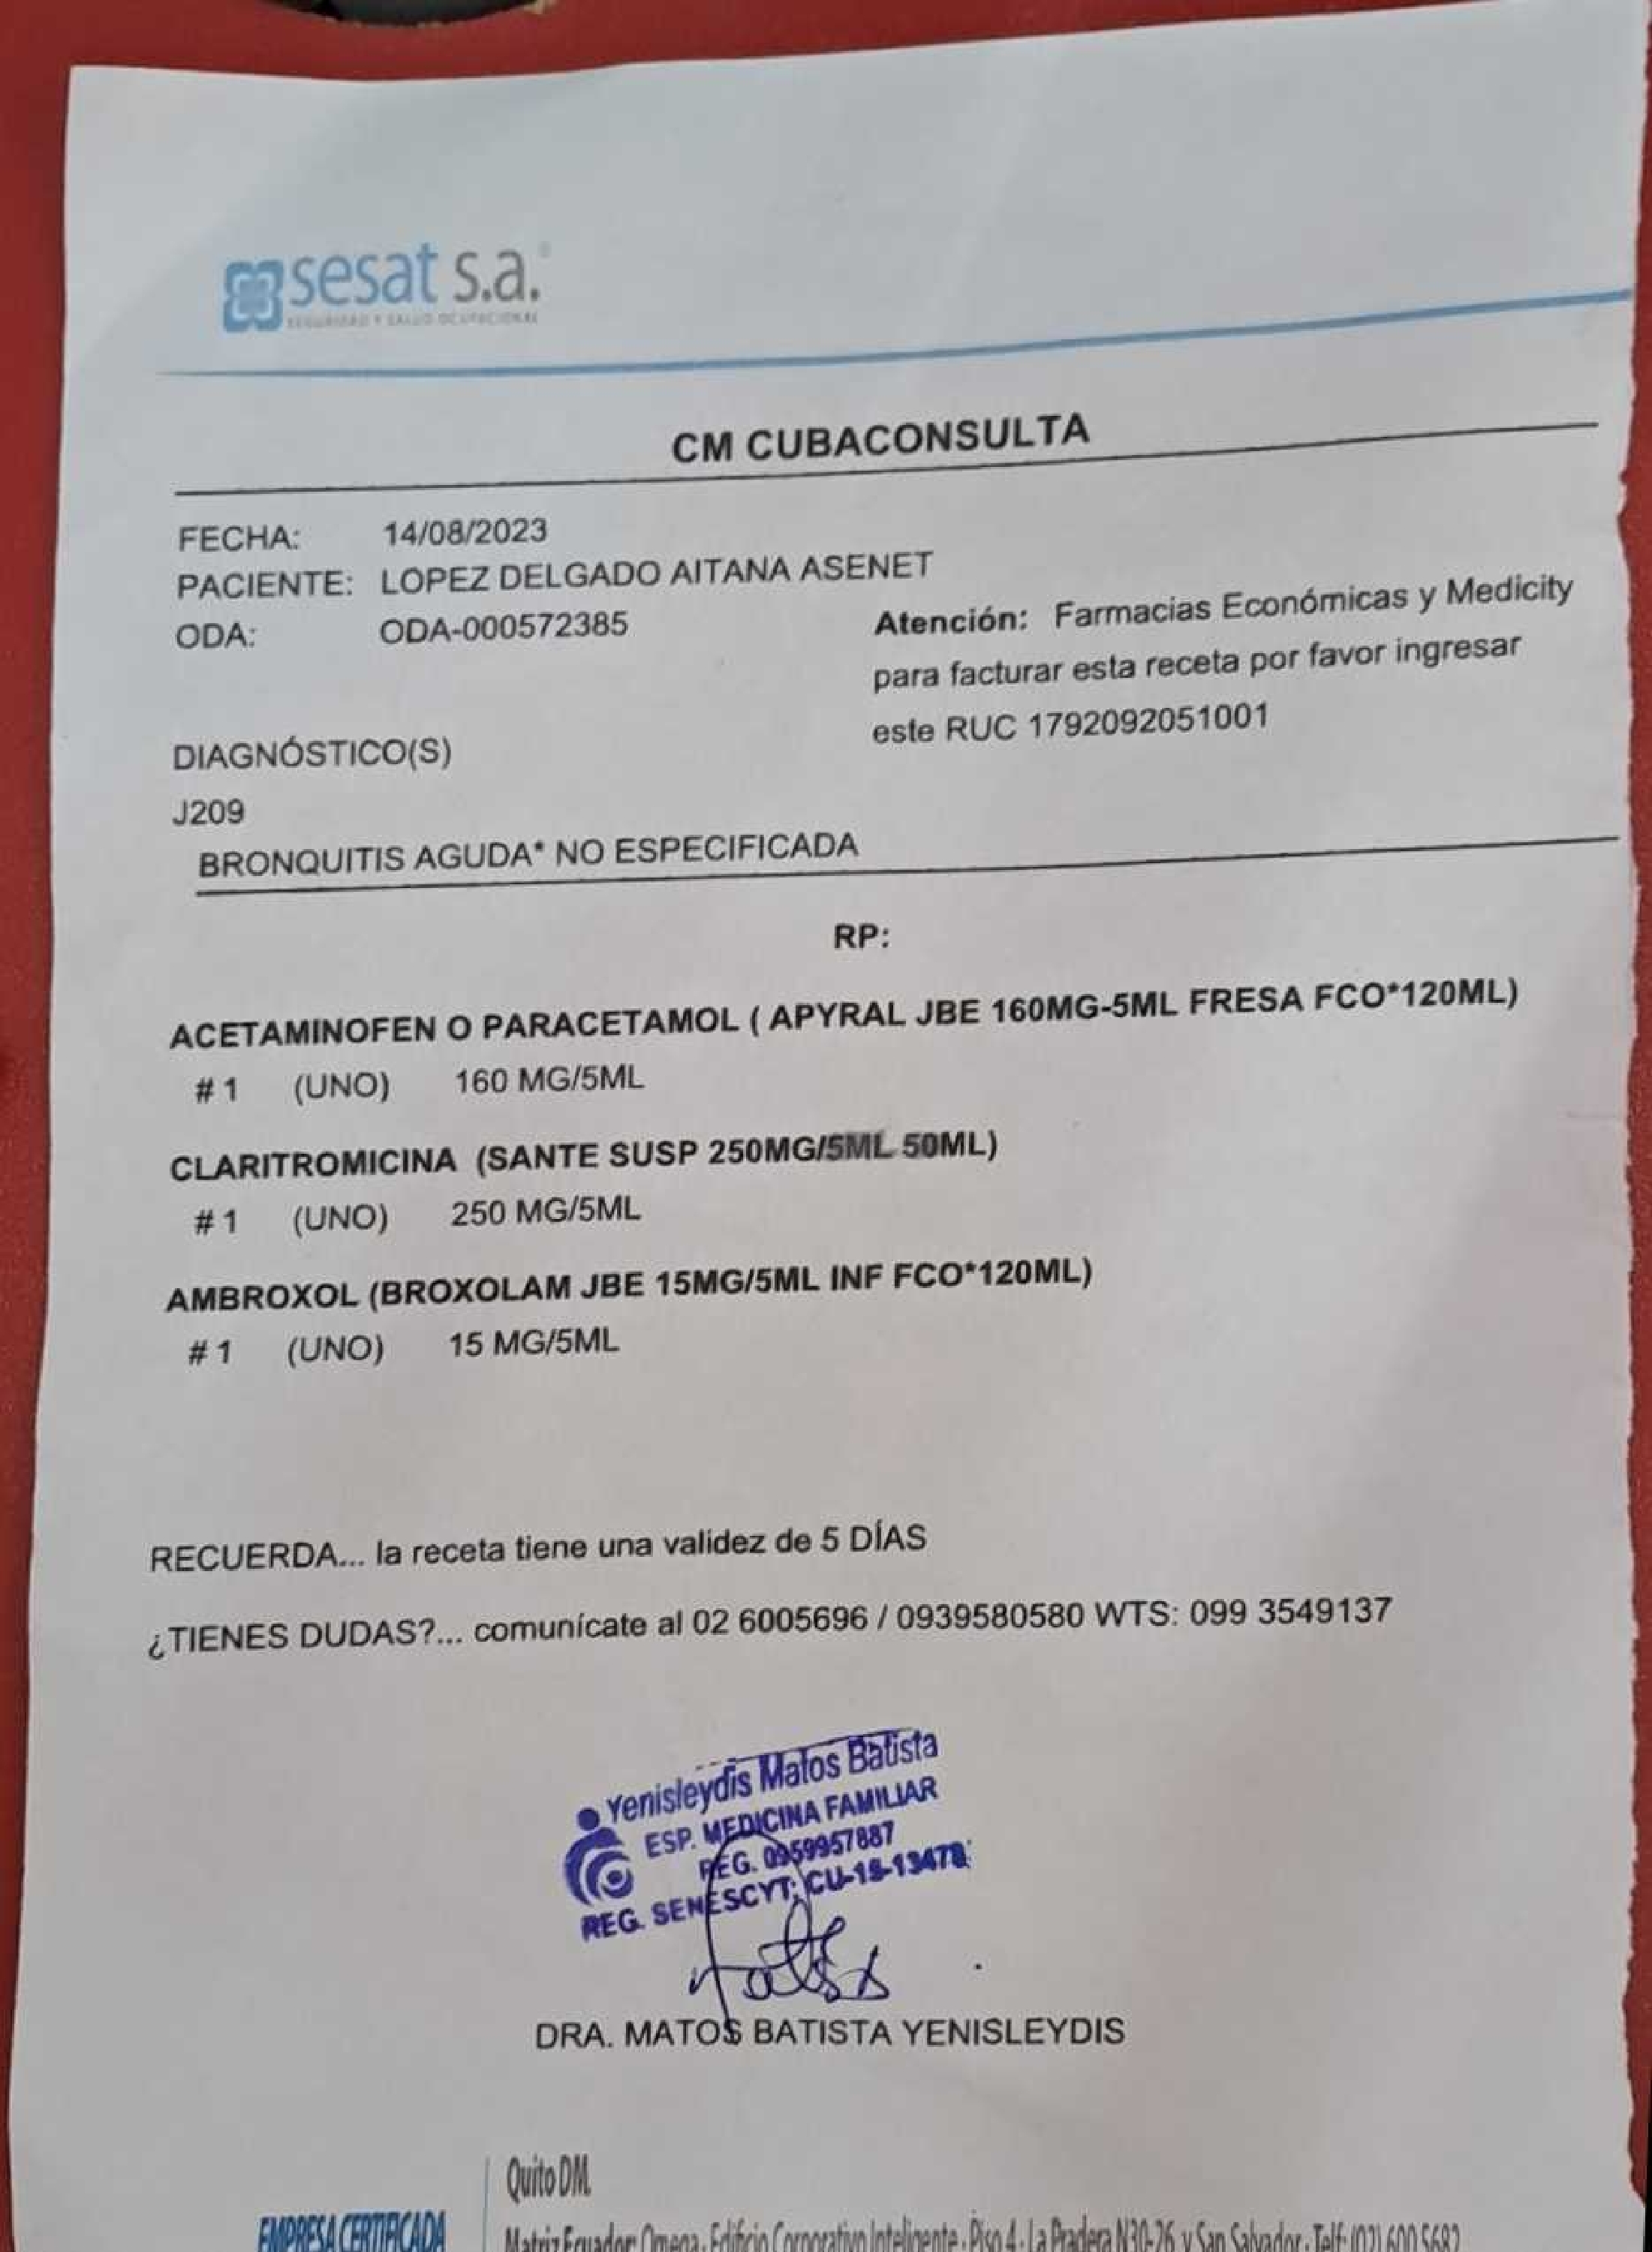 sesat s.a.
SEGURIDAD Y SALUD OCUPACIONAL
CM CUBACONSULTA
FECHA: 14/08/2023
PACIENTE: LOPEZ DELGADO AITANA ASENET
ODA: ODA-000572385
Atención: Farmacias Económicas y Medicity
para facturar esta receta por favor ingresar
este RUC 1792092051001
DIAGNÓSTICO(S)
J209
BRONQUITIS AGUDA* NO ESPECIFICADA
RP:
ACETAMINOFEN O PARACETAMOL ( APYRAL JBE 160MG-5ML FRESA FCO*120ML)
# 1 (UNO) 160 MG/5ML
CLARITROMICINA (SANTE SUSP 250MG/5ML 50ML)
# 1 (UNO) 250 MG/5ML
AMBROXOL (BROXOLAM JBE 15MG/5ML INF FCO*120ML)
# 1 (UNO) 15 MG/5ML
RECUERDA... la receta tiene una validez de 5 DÍAS
¿TIENES DUDAS?... comunícate al 02 6005696 / 0939580580 WTS: 099 3549137
Yenisleydis Matos Batista
ESP. MEDICINA FAMILIAR
REG. 0959957887
REG. SENESCYT:
DRA. MATOS BATISTA YENISLEYDIS
Quito DM.
EMPRESA CERTIFICADA
Matriz Ecuador: Omega. Edificio Corporativo Inteligente - Piso 4 - La Pradera N30-26 y San Salvador - Telf: (02) 600 5682